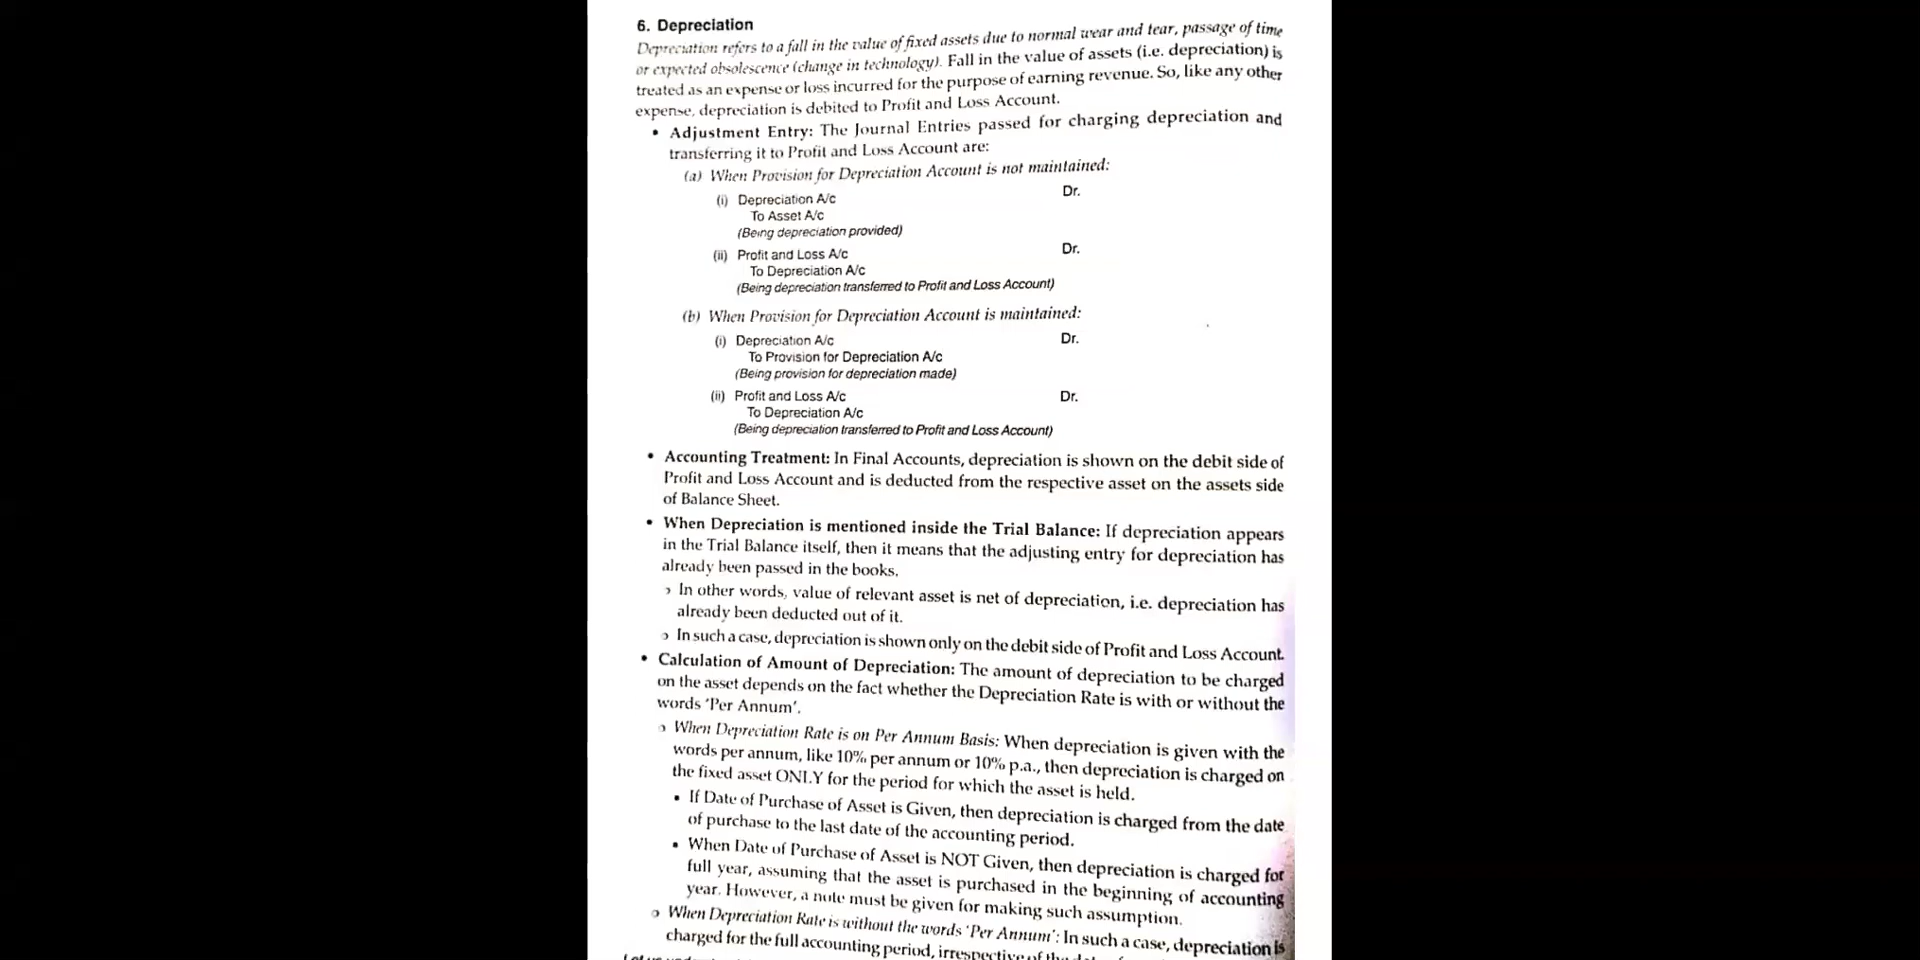 6. Depreciation
Depreciation refers to a fall in the value of fixed assets due to normal wear and tear, passage of time
or expected obsolescence (change in technology). Fall in the value of assets (i.e. depreciation) is
treated as an expense or loss incurred for the purpose of earning revenue. So, like any other
expense, depreciation is debited to Profit and Loss Account.
• Adjustment Entry: The Journal Entries passed for charging depreciation and
transferring it to Profit and Loss Account are:
(a) When Provision for Depreciation Account is not maintained:
(i) Depreciation A/c Dr.
To Asset A/c
(Being depreciation provided)
(ii) Profit and Loss A/c Dr.
To Depreciation A/c
(Being depreciation transferred to Profit and Loss Account)
(b) When Provision for Depreciation Account is maintained:
(i) Depreciation A/c Dr.
To Provision for Depreciation A/c
(Being provision for depreciation made)
(ii) Profit and Loss A/c Dr.
To Depreciation A/c
(Being depreciation transferred to Profit and Loss Account)
• Accounting Treatment: In Final Accounts, depreciation is shown on the debit side of
Profit and Loss Account and is deducted from the respective asset on the assets side
of Balance Sheet.
• When Depreciation is mentioned inside the Trial Balance: If depreciation appears
in the Trial Balance itself, then it means that the adjusting entry for depreciation has
already been passed in the books.
In other words, value of relevant asset is net of depreciation, i.e. depreciation has
already been deducted out of it.
In such a case, depreciation is shown only on the debit side of Profit and Loss Account.
• Calculation of Amount of Depreciation: The amount of depreciation to be charged
on the asset depends on the fact whether the Depreciation Rate is with or without the
words 'Per Annum'.
When Depreciation Rate is on Per Annum Basis: When depreciation is given with the
words per annum, like 10% per annum or 10% p.a., then depreciation is charged on
the fixed asset ONLY for the period for which the asset is held.
• If Date of Purchase of Asset is Given, then depreciation is charged from the date
of purchase to the last date of the accounting period.
• When Date of Purchase of Asset is NOT Given, then depreciation is charged for
full year, assuming that the asset is purchased in the beginning of accounting
year. However, a note must be given for making such assumption.
When Depreciation Rate is without the words 'Per Annum': In such a case, depreciation is
charged for the full accounting period, irrespective of the